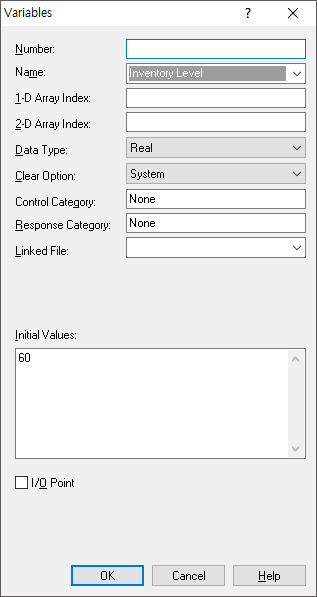 Variables
? ×
Number:
Name: Inventory Level
1-D Array Index:
2-D Array Index:
Data Type: Real
Clear Option: System
Control Category: None
Response Category: None
Linked File:
Initial Values:
60
I/O Point
OK Cancel Help